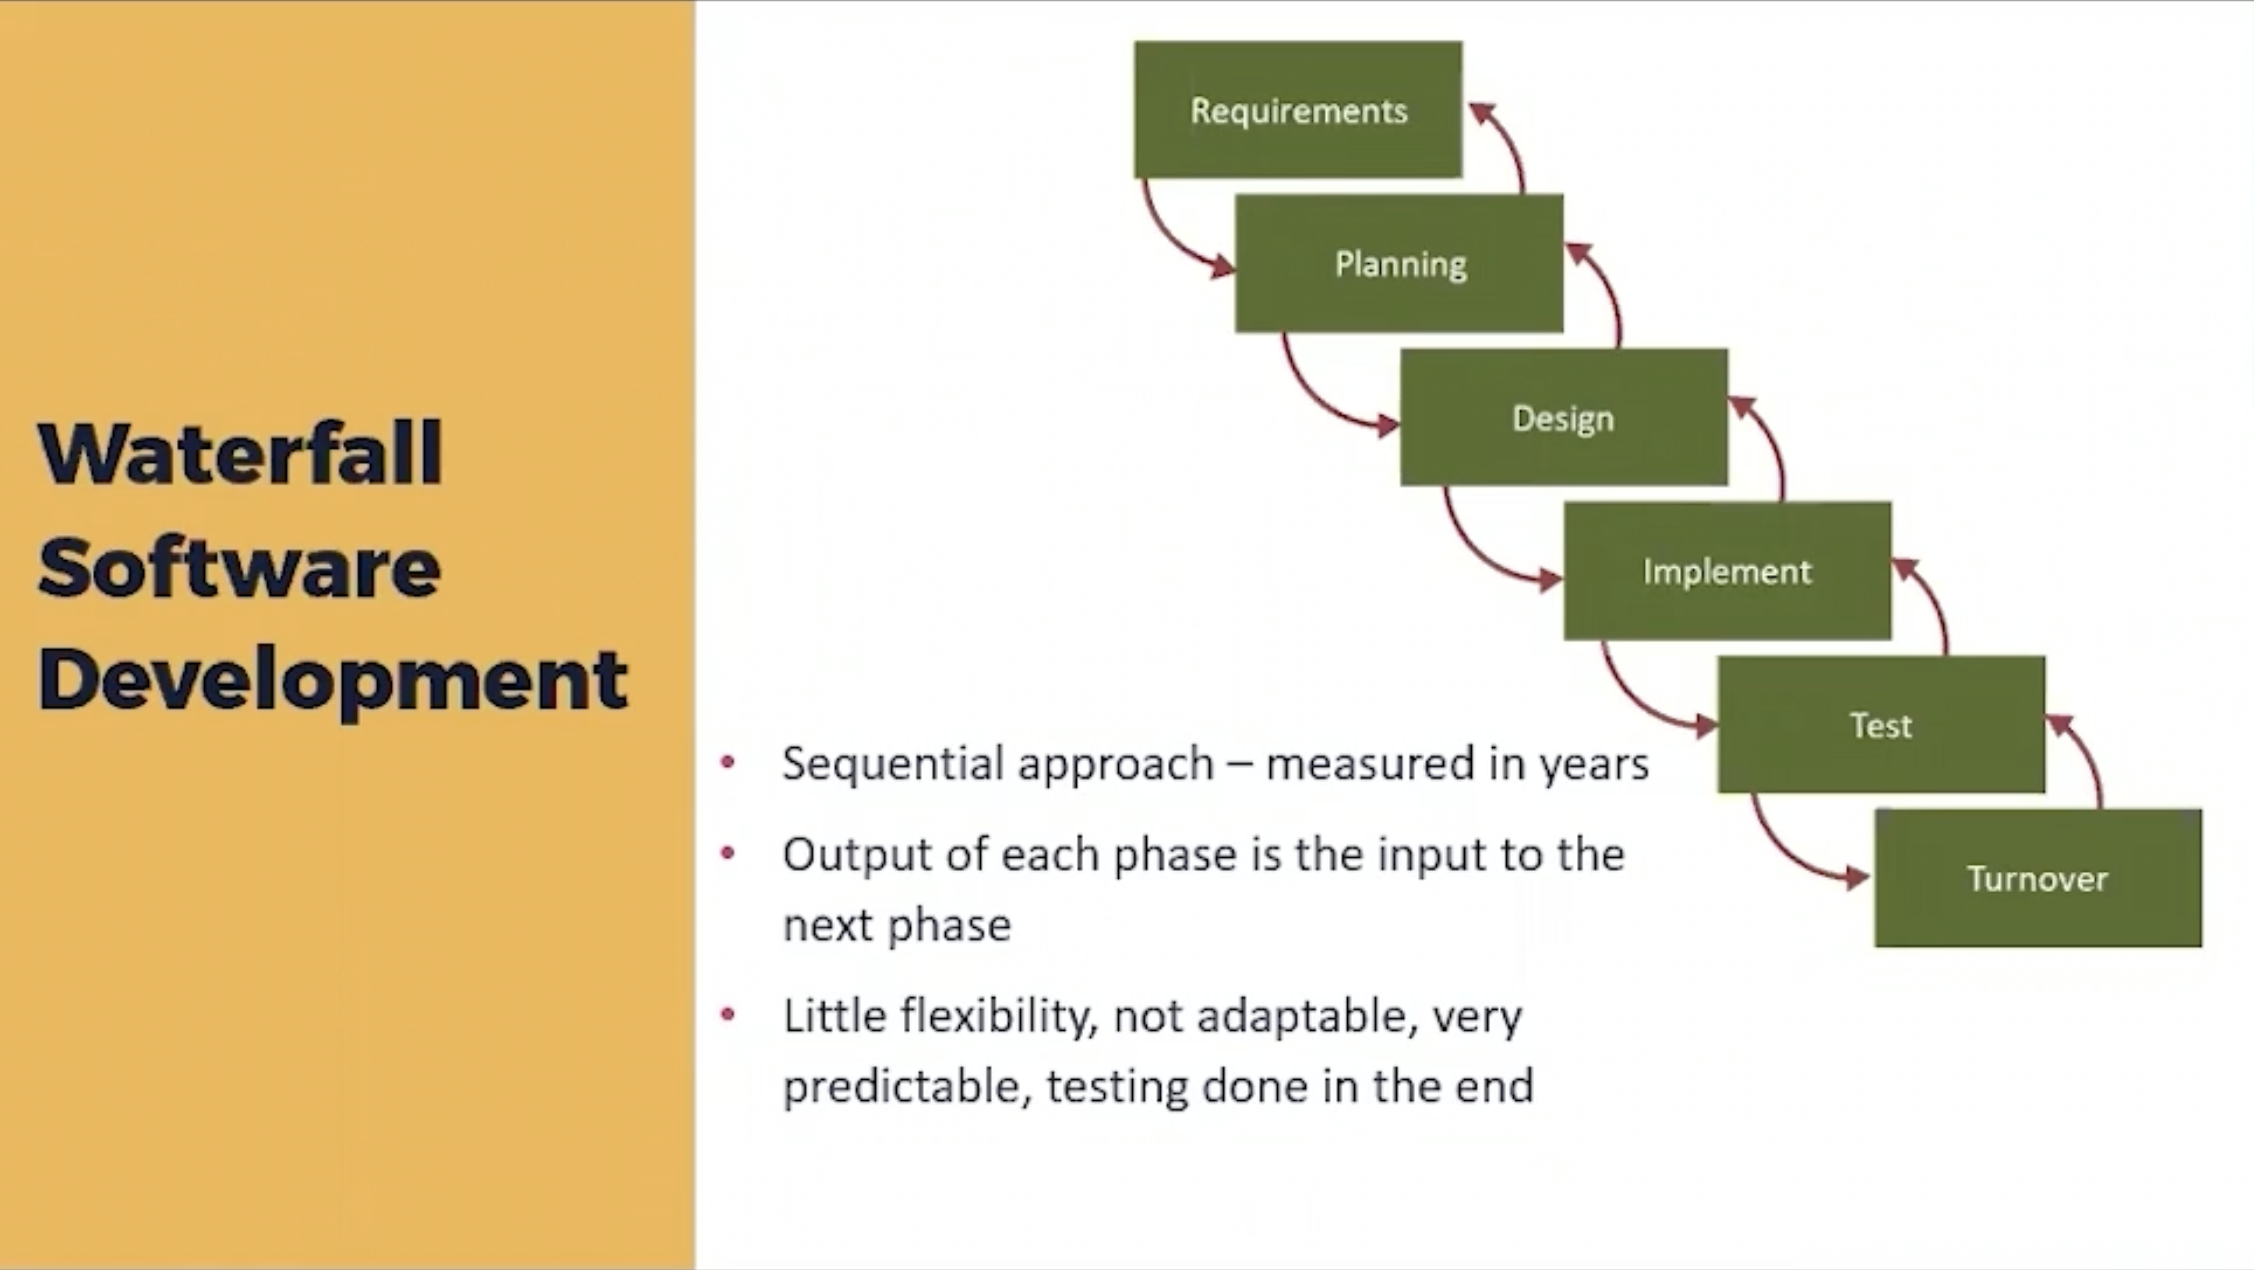 Waterfall
Software
Development
Requirements
Planning
Design
Implement
Test
Turnover
• Sequential approach – measured in years
• Output of each phase is the input to the
next phase
• Little flexibility, not adaptable, very
predictable, testing done in the end